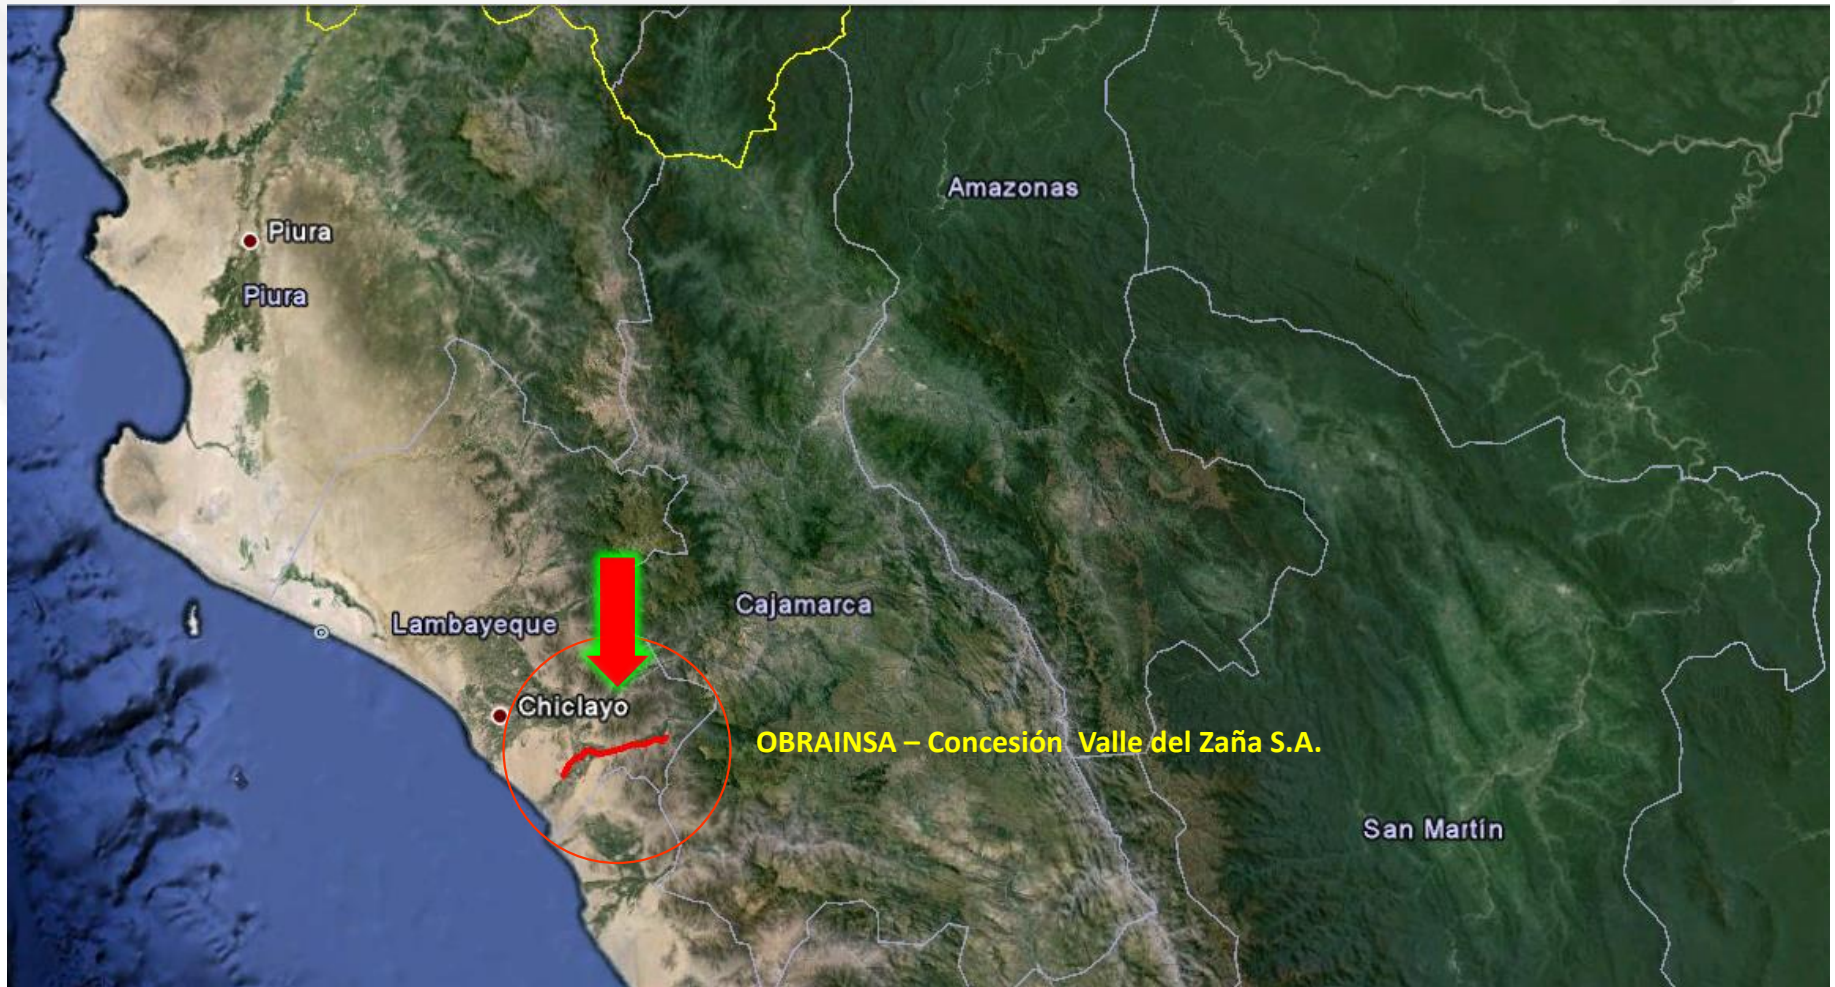 Amazonas
Piura
Piura
Cajamarca
Lambayeque
©
Chiclayo
OBRAINSA – Concesión Valle del Zaña S.A.
San Martín